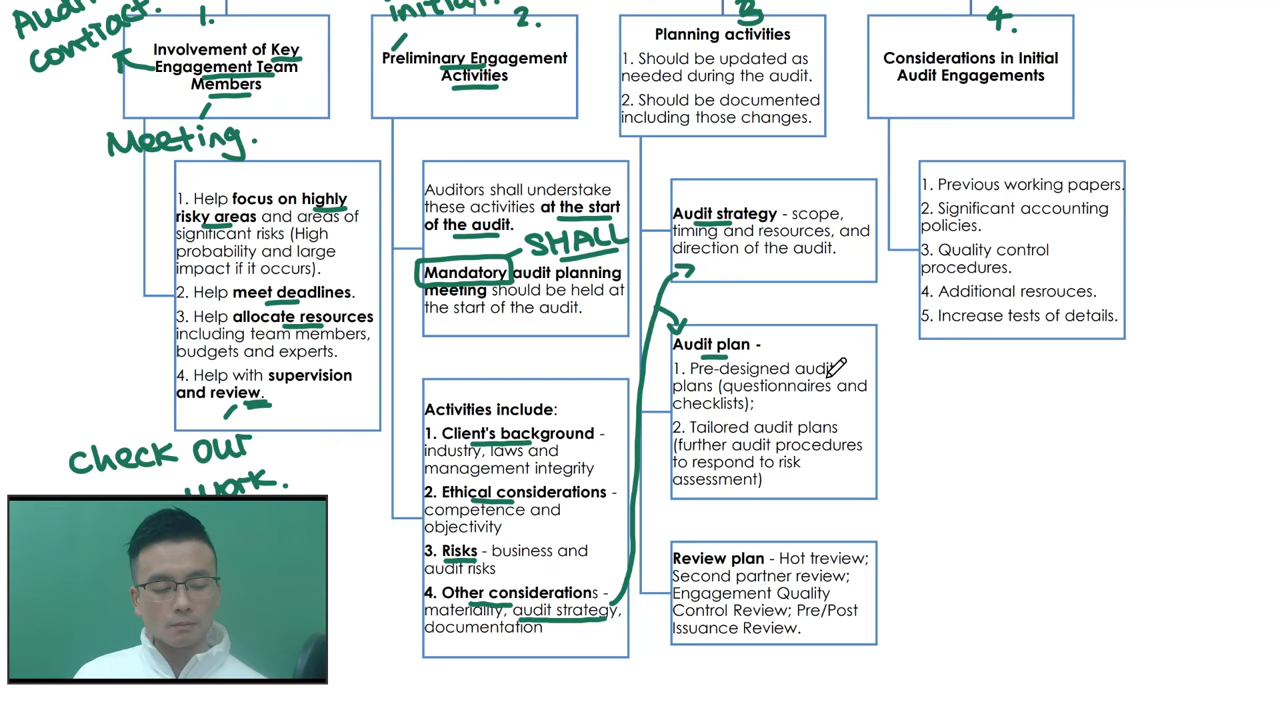 contract.
1.
Involvement of Key
Engagement Team
Members
Meeting.
1. Help focus on highly
risky areas and areas of
significant risks (High
probability and large
impact if it occurs).
2. Help meet deadlines.
3. Help allocate resources
including team members,
budgets and experts.
4. Help with supervision
and review.
check our
work.
initial.
2.
Preliminary Engagement
Activities
Auditors shall understake
these activities at the start
of the audit.
SHALL
Mandatory audit planning
meeting should be held at
the start of the audit.
Activities include:
1. Client's background -
industry, laws and
management integrity
2. Ethical considerations -
competence and
objectivity
3. Risks - business and
audit risks
4. Other considerations -
materiality, audit strategy,
documentation
3
Planning activities
1. Should be updated as
needed during the audit.
2. Should be documented
including those changes.
Audit strategy - scope,
timing and resources, and
direction of the audit.
Audit plan -
1. Pre-designed audit
plans (questionnaires and
checklists);
2. Tailored audit plans
(further audit procedures
to respond to risk
assessment)
Review plan - Hot treview;
Second partner review;
Engagement Quality
Control Review; Pre/Post
Issuance Review.
4.
Considerations in Initial
Audit Engagements
1. Previous working papers.
2. Significant accounting
policies.
3. Quality control
procedures.
4. Additional resrouces.
5. Increase tests of details.